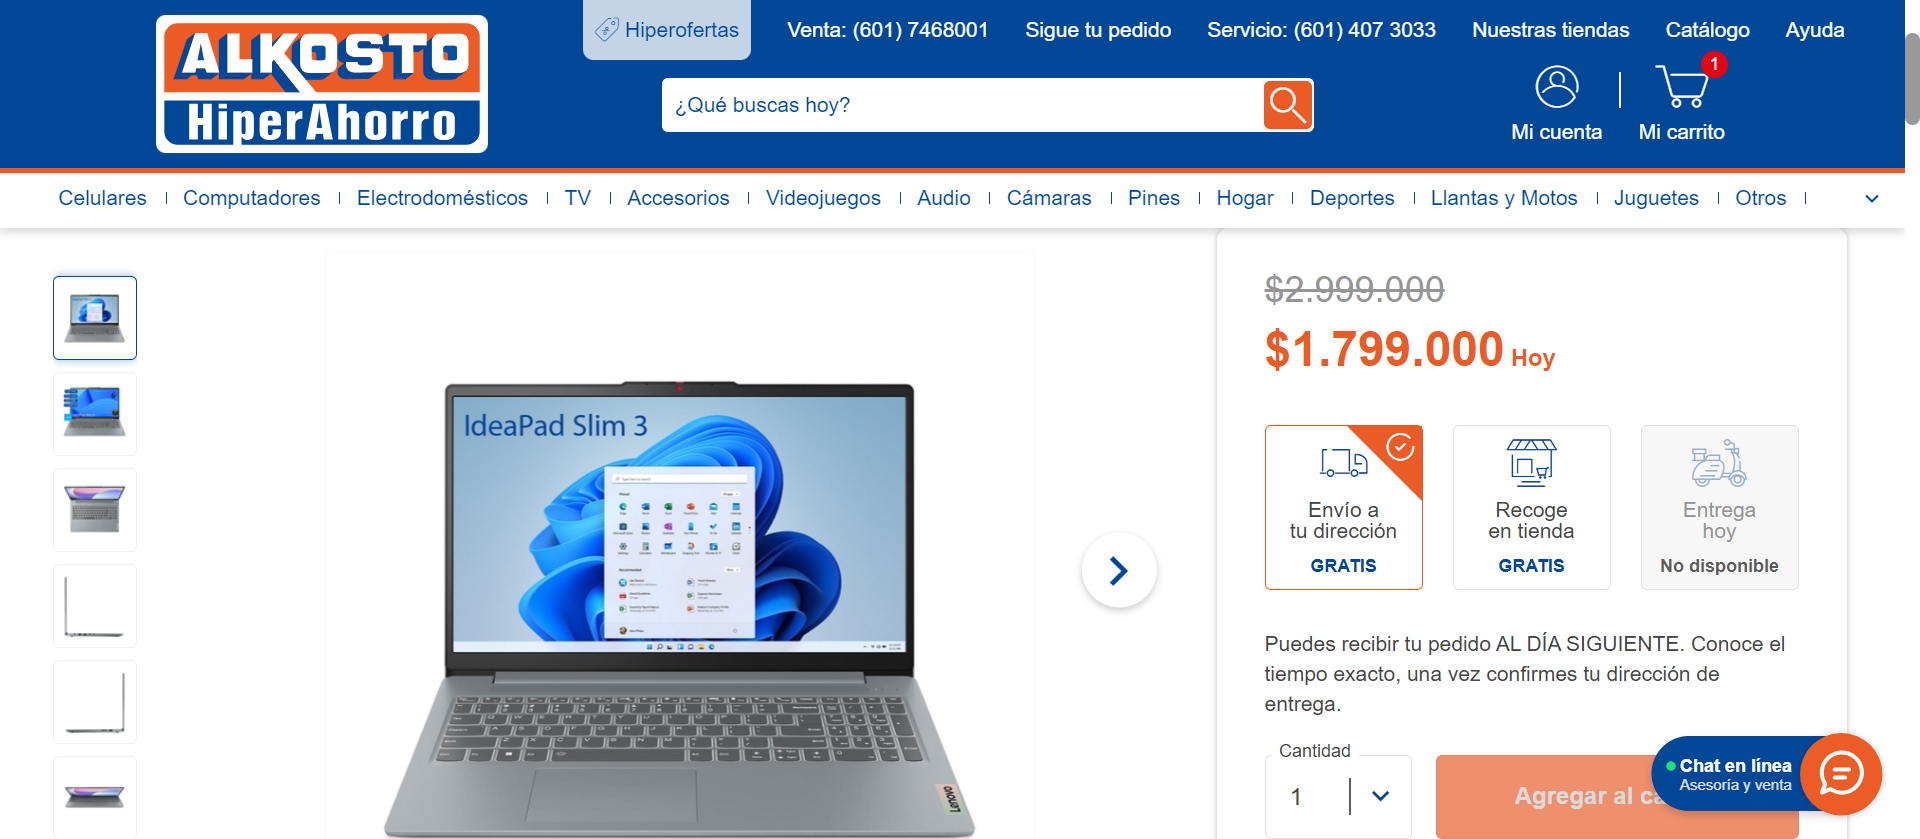 ALKOSTO
HiperAhorro
Hiperofertas
Venta: (601) 7468001
Sigue tu pedido
Servicio: (601) 407 3033
Nuestras tiendas
Catálogo
Ayuda
¿Qué buscas hoy?
1
Mi cuenta
Mi carrito
Celulares
Computadores
Electrodomésticos
TV
Accesorios
Videojuegos
Audio
Cámaras
Pines
Hogar
Deportes
Llantas y Motos
Juguetes
Otros
IdeaPad Slim 3
Lenovo
$2.999.000
$1.799.000 Hoy
Envío a
tu dirección
GRATIS
Recoge
en tienda
GRATIS
Entrega
hoy
No disponible
Puedes recibir tu pedido AL DÍA SIGUIENTE. Conoce el
tiempo exacto, una vez confirmes tu dirección de
entrega.
Cantidad
1
Agregar al ca
Chat en línea
Asesoría y venta